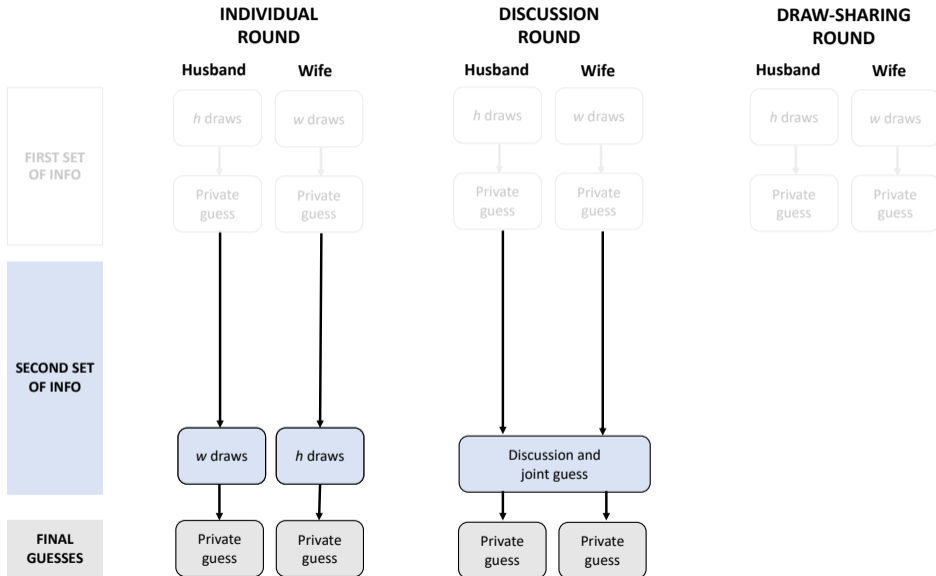 INDIVIDUAL
ROUND
DISCUSSION
ROUND
DRAW-SHARING
ROUND
Husband
Wife
Husband
Wife
Husband
Wife
FIRST SET
OF INFO
h draws
w draws
h draws
w draws
h draws
w draws
Private
guess
Private
guess
Private
guess
Private
guess
Private
guess
Private
guess
SECOND SET
OF INFO
w draws
h draws
Discussion and
joint guess
FINAL
GUESSES
Private
guess
Private
guess
Private
guess
Private
guess